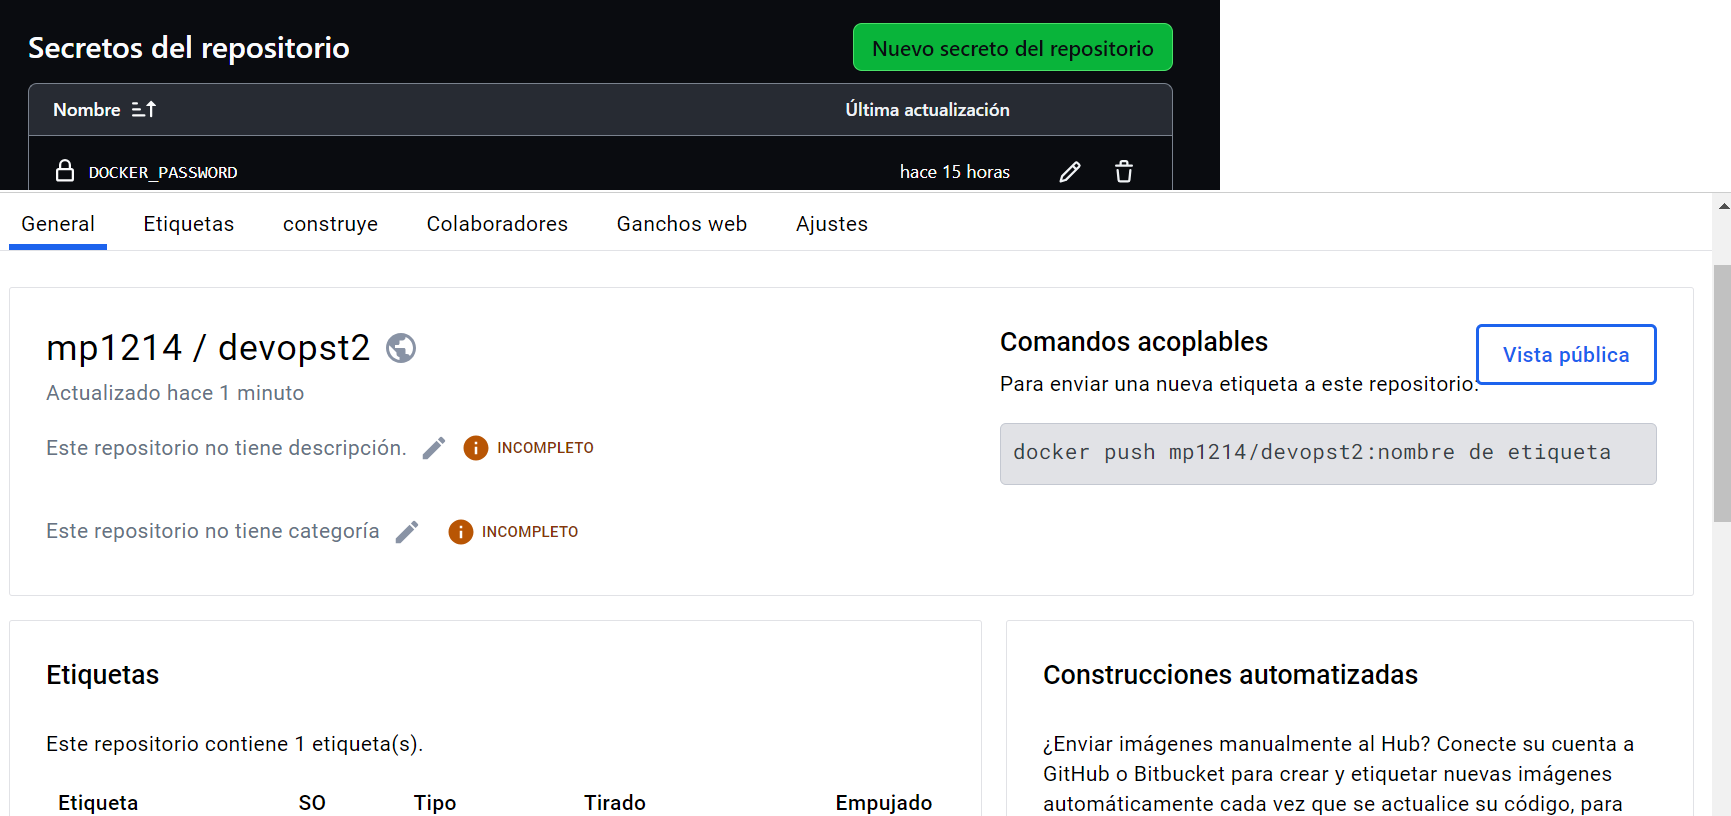 Secretos del repositorio
Nuevo secreto del repositorio
Nombre
Última actualización
DOCKER_PASSWORD
hace 15 horas
General
Etiquetas
construye
Colaboradores
Ganchos web
Ajustes
mp1214 / devopst2
Actualizado hace 1 minuto
Este repositorio no tiene descripción.
INCOMPLETO
Este repositorio no tiene categoría
INCOMPLETO
Comandos acoplables
Vista pública
Para enviar una nueva etiqueta a este repositorio:
docker push mp1214/devopst2:nombre de etiqueta
Etiquetas
Este repositorio contiene 1 etiqueta(s).
Etiqueta
SO
Tipo
Tirado
Empujado
Construcciones automatizadas
¿Enviar imágenes manualmente al Hub? Conecte su cuenta a
GitHub o Bitbucket para crear y etiquetar nuevas imágenes
automáticamente cada vez que se actualice su código, para